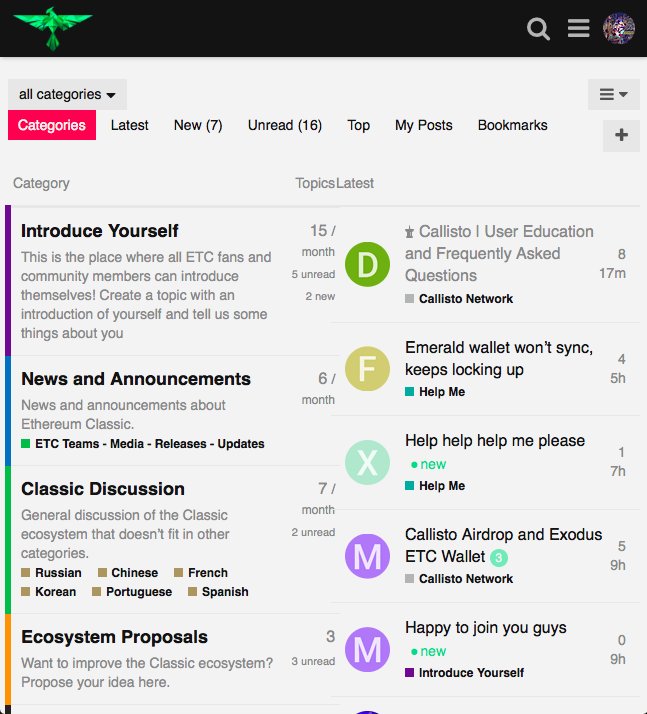 all categories
Categories Latest New (7) Unread (16) Top My Posts Bookmarks
+
Category Topics Latest
Introduce Yourself
This is the place where all ETC fans and
community members can introduce
themselves! Create a topic with an
introduction of yourself and tell us some
things about you
15 /
month
5 unread
2 new
News and Announcements
News and announcements about
Ethereum Classic.
ETC Teams - Media - Releases - Updates
6 /
month
Classic Discussion
General discussion of the Classic
ecosystem that doesn't fit in other
categories.
Russian Chinese French
Korean Portuguese Spanish
7 /
month
2 unread
Ecosystem Proposals
Want to improve the Classic ecosystem?
Propose your idea here.
3
3 unread
D
Callisto | User Education
and Frequently Asked
Questions
Callisto Network
8
17m
F
Emerald wallet won't sync,
keeps locking up
Help Me
4
5h
X
Help help help me please
new
Help Me
1
7h
M
Callisto Airdrop and Exodus
ETC Wallet 3
Callisto Network
5
9h
M
Happy to join you guys
new
Introduce Yourself
0
9h